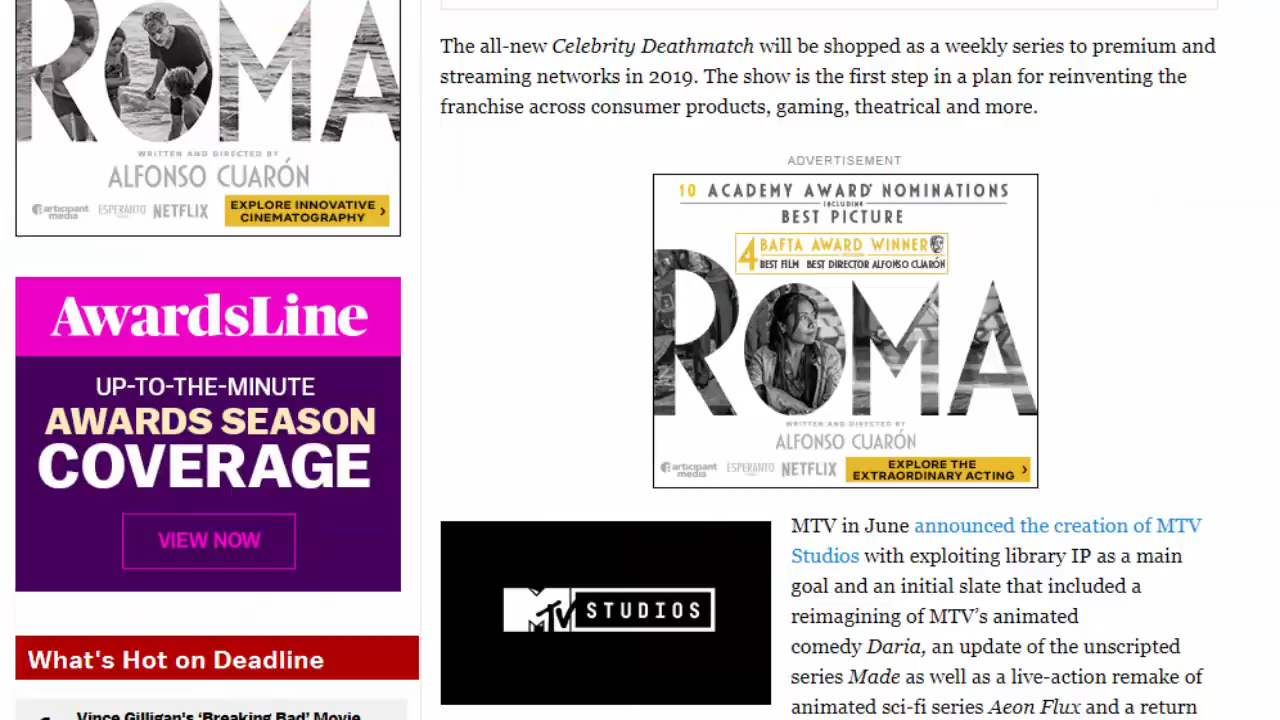 ROMA
WRITTEN AND DIRECTED BY
ALFONSO CUARÓN
participant media ESPERANTO NETFLIX EXPLORE INNOVATIVE CINEMATOGRAPHY
AwardsLine
UP-TO-THE-MINUTE
AWARDS SEASON
COVERAGE
VIEW NOW
What's Hot on Deadline
Vince Gilligan's ‘Breaking Bad’ Movie
The all-new Celebrity Deathmatch will be shopped as a weekly series to premium and
streaming networks in 2019. The show is the first step in a plan for reinventing the
franchise across consumer products, gaming, theatrical and more.
ADVERTISEMENT
10 ACADEMY AWARD® NOMINATIONS
INCLUDING
BEST PICTURE
4 BAFTA AWARD WINNER
BEST FILM BEST DIRECTOR ALFONSO CUARÓN
ROMA
WRITTEN AND DIRECTED BY
ALFONSO CUARÓN
participant media ESPERANTO NETFLIX EXPLORE THE EXTRAORDINARY ACTING
MTV STUDIOS
MTV in June announced the creation of MTV
Studios with exploiting library IP as a main
goal and an initial slate that included a
reimagining of MTV’s animated
comedy Daria, an update of the unscripted
series Made as well as a live-action remake of
animated sci-fi series Aeon Flux and a return